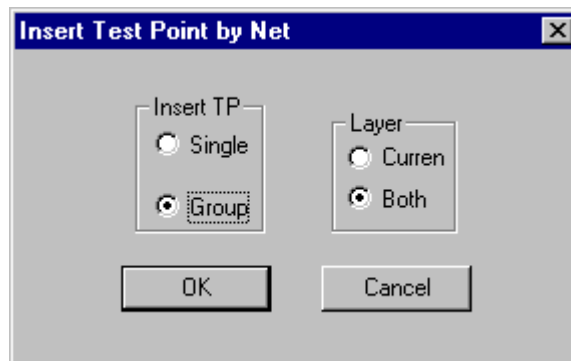 Insert Test Point by Net
Insert TP
Single
Group
Layer
Curren
Both
OK
Cancel